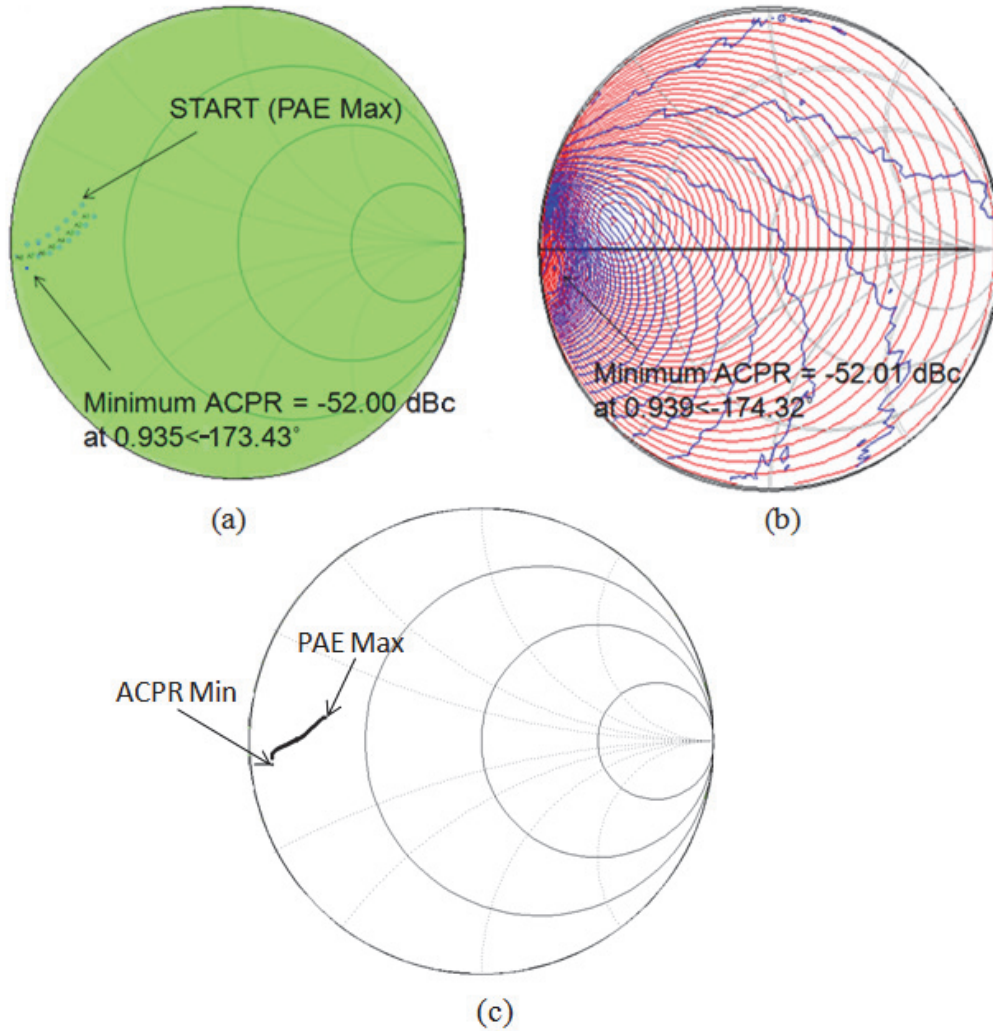 START (PAE Max)
Minimum ACPR = -52.00 dBc
at 0.935<-173.43°
(a)
Minimum ACPR = -52.01 dBc
at 0.939<-174.32°
(b)
PAE Max
ACPR Min
(c)